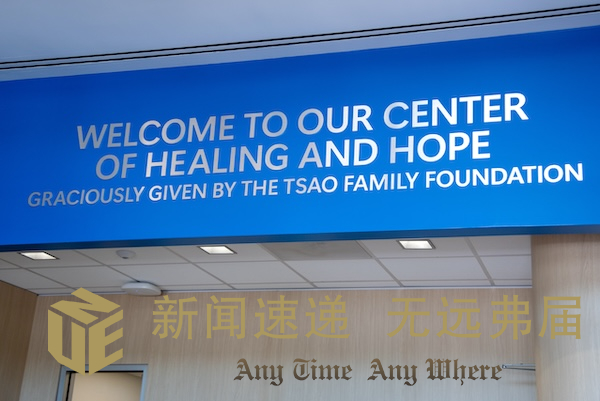 WELCOME TO OUR CENTER
OF HEALING AND HOPE
GRACIOUSLY GIVEN BY THE TSAO FAMILY FOUNDATION
UNE
新闻速递 无远弗届
Any Time Any Where